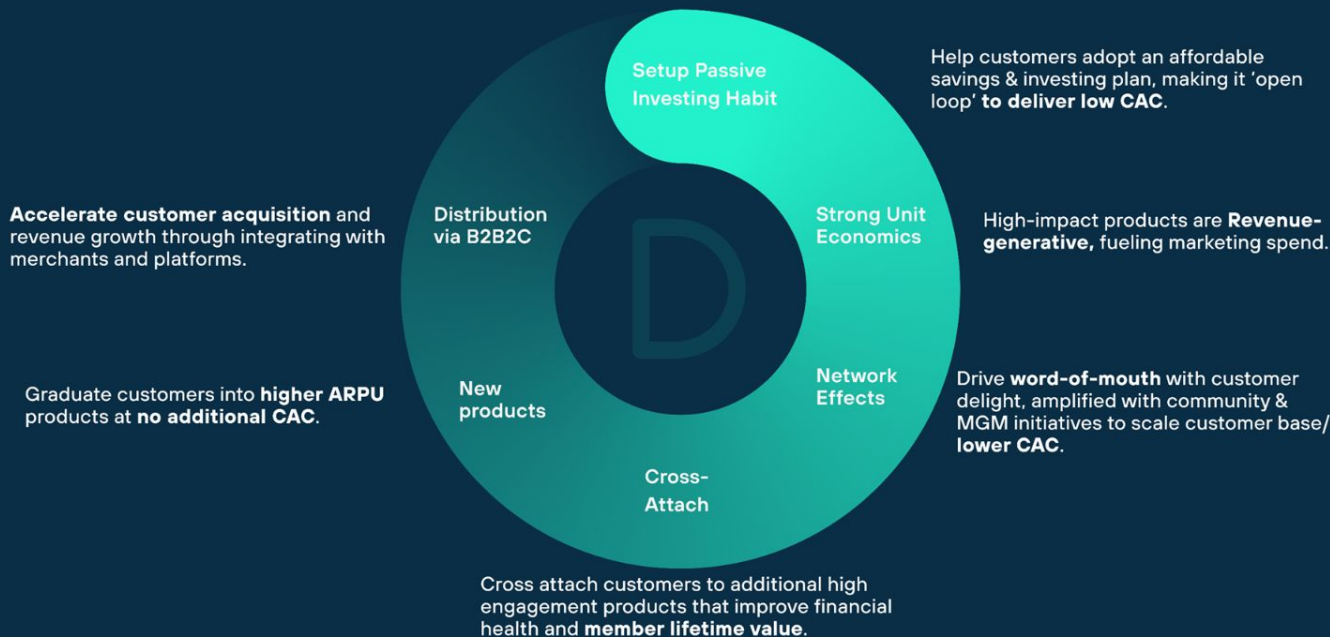 Setup Passive
Investing Habit
Help customers adopt an affordable
savings & investing plan, making it ‘open
loop’ to deliver low CAC.
Strong Unit
Economics
High-impact products are Revenue-
generative, fueling marketing spend.
Network
Effects
Drive word-of-mouth with customer
delight, amplified with community &
MGM initiatives to scale customer base/
lower CAC.
Cross-
Attach
Cross attach customers to additional high
engagement products that improve financial
health and member lifetime value.
New
products
Graduate customers into higher ARPU
products at no additional CAC.
Distribution
via B2B2C
Accelerate customer acquisition and
revenue growth through integrating with
merchants and platforms.
D